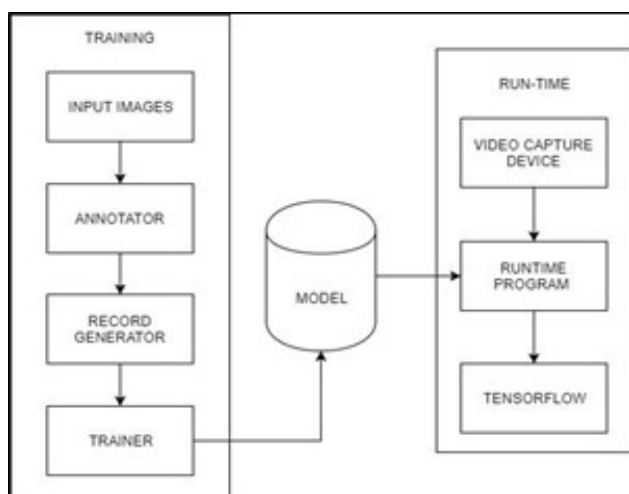 TRAINING
INPUT IMAGES
ANNOTATOR
RECORD
GENERATOR
TRAINER
MODEL
RUN-TIME
VIDEO CAPTURE
DEVICE
RUNTIME
PROGRAM
TENSORFLOW